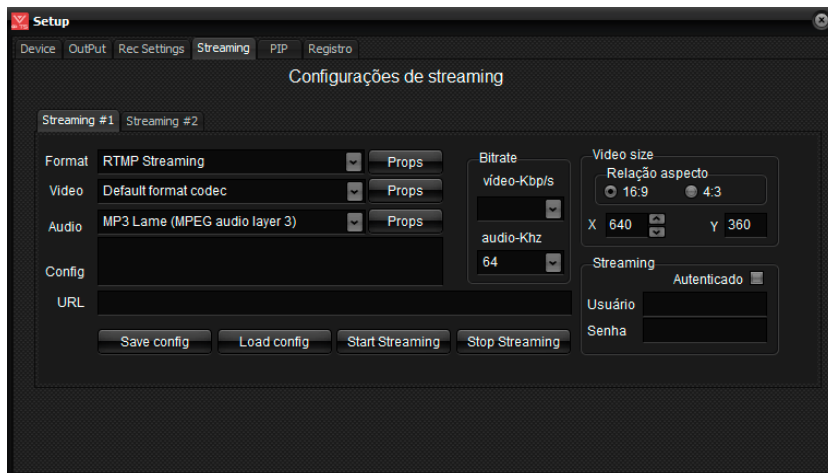 Setup
Device OutPut Rec Settings Streaming PIP Registro
Configurações de streaming
Streaming #1 Streaming #2
Format RTMP Streaming Props
Video Default format codec Props
Audio MP3 Lame (MPEG audio layer 3) Props
Config
URL
Bitrate
vídeo-Kbp/s
audio-Khz
64
Video size
Relação aspecto
16:9 4:3
X 640 Y 360
Streaming
Autenticado
Usuário
Senha
Save config Load config Start Streaming Stop Streaming